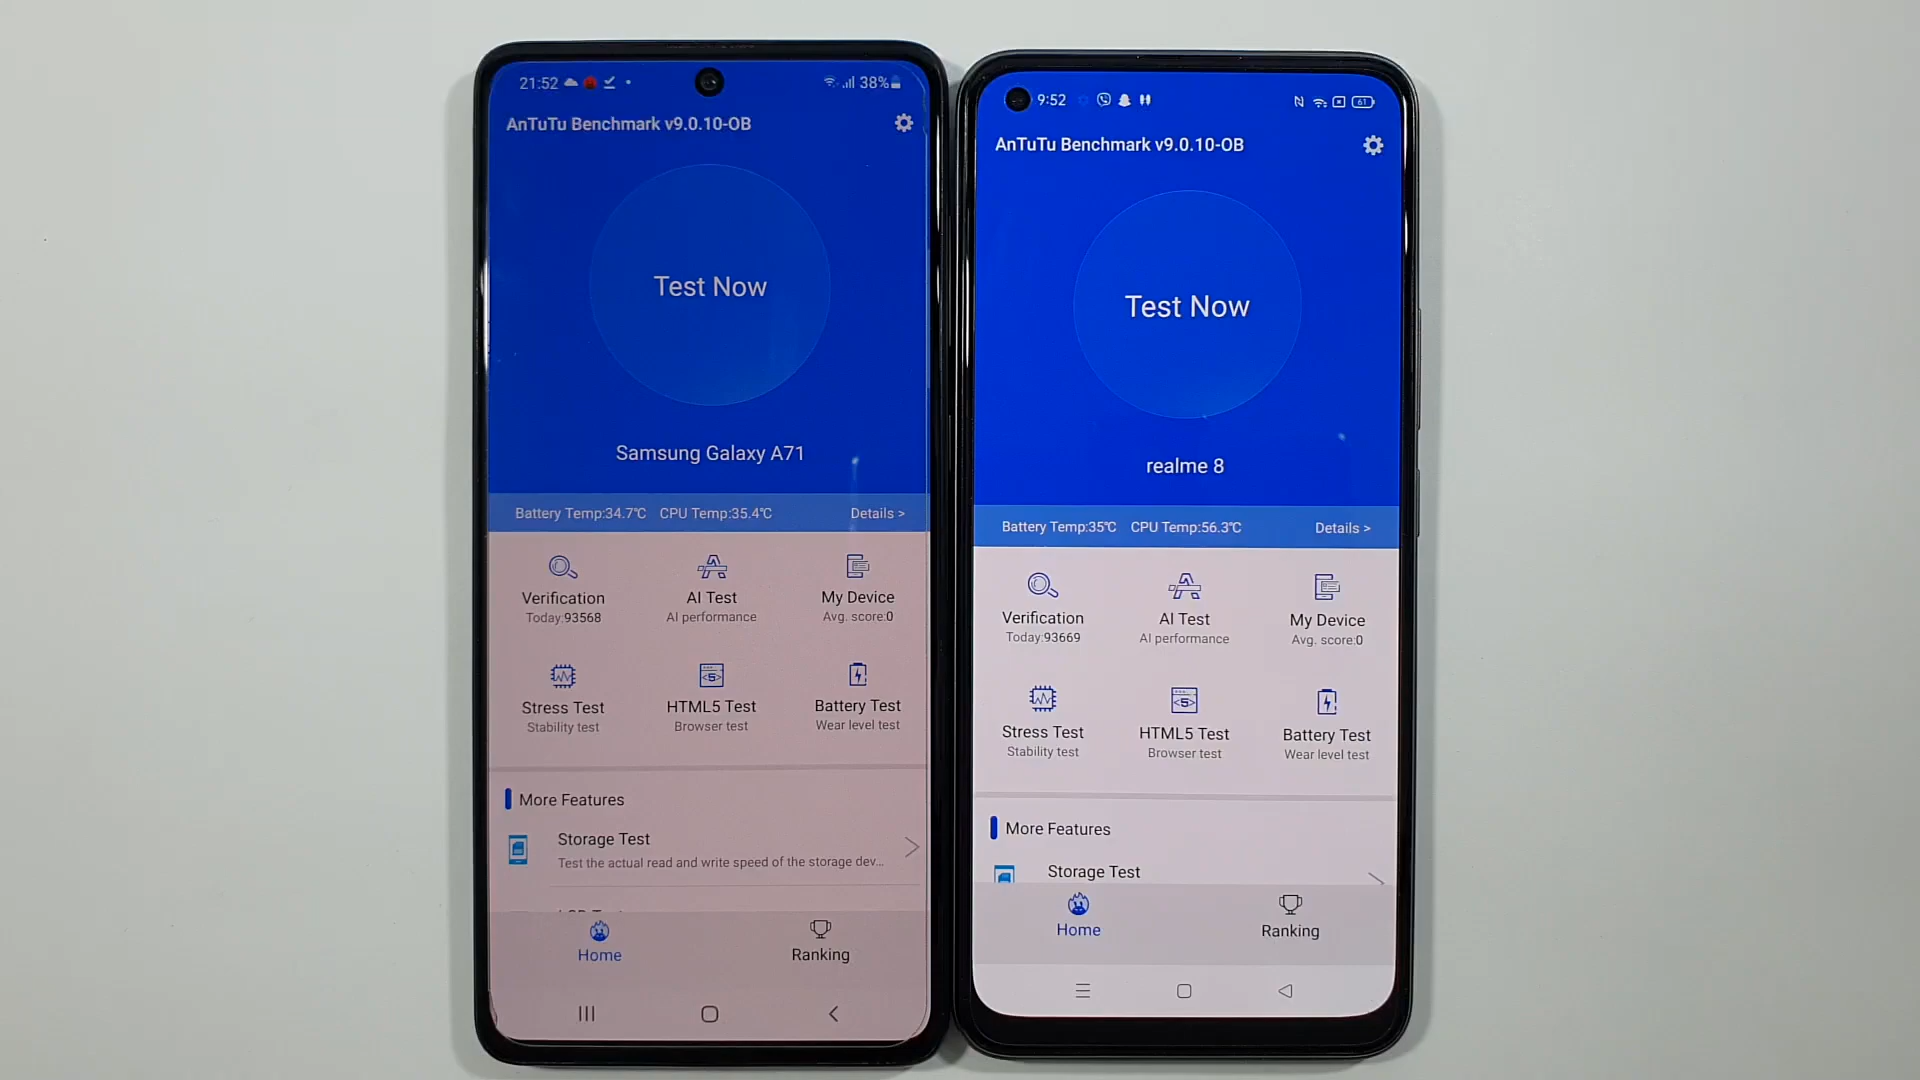 21:52
38%
AnTuTu Benchmark v9.0.10-OB
Test Now
Samsung Galaxy A71
Battery Temp:34.7℃ CPU Temp:35.4℃ Details >
Verification AI Test My Device
Today:93568 AI performance Avg. score:0
Stress Test HTML5 Test Battery Test
Stability test Browser test Wear level test
More Features
Storage Test
Test the actual read and write speed of the storage dev...
Home Ranking
9:52
61
AnTuTu Benchmark v9.0.10-OB
Test Now
realme 8
Battery Temp:35℃ CPU Temp:56.3℃ Details >
Verification AI Test My Device
Today:93669 AI performance Avg. score:0
Stress Test HTML5 Test Battery Test
Stability test Browser test Wear level test
More Features
Storage Test
Home Ranking